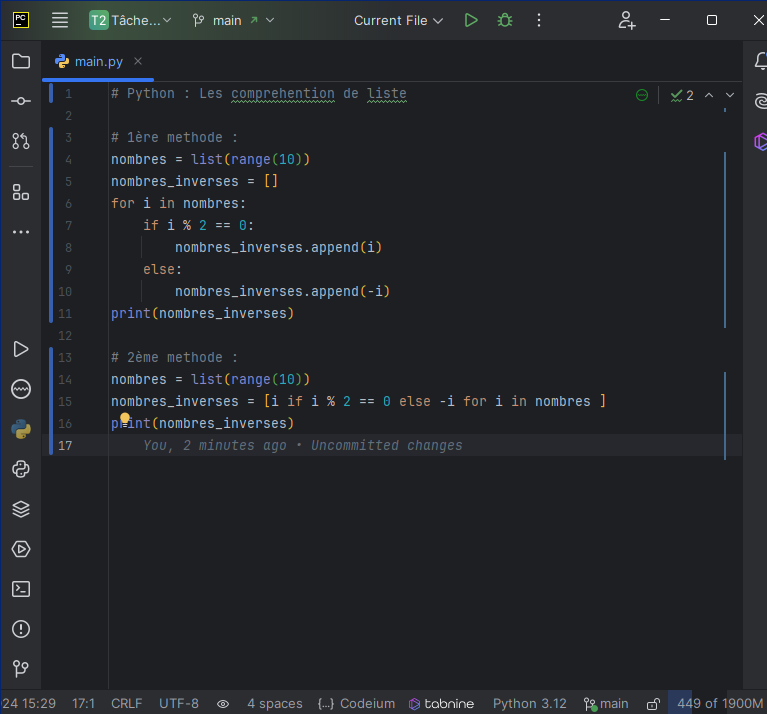 PC
T2 Tâche...
main
Current File
main.py
1 # Python : Les comprehention de liste
2
2
3 # 1ère methode :
4 nombres = list(range(10))
5 nombres_inverses = []
6 for i in nombres:
7     if i % 2 == 0:
8         nombres_inverses.append(i)
9     else:
10         nombres_inverses.append(-i)
11 print(nombres_inverses)
12
13 # 2ème methode :
14 nombres = list(range(10))
15 nombres_inverses = [i if i % 2 == 0 else -i for i in nombres ]
16 print(nombres_inverses)
17     You, 2 minutes ago • Uncommitted changes
24 15:29 17:1 CRLF UTF-8 4 spaces {...} Codeium tabnine Python 3.12 main 449 of 1900M